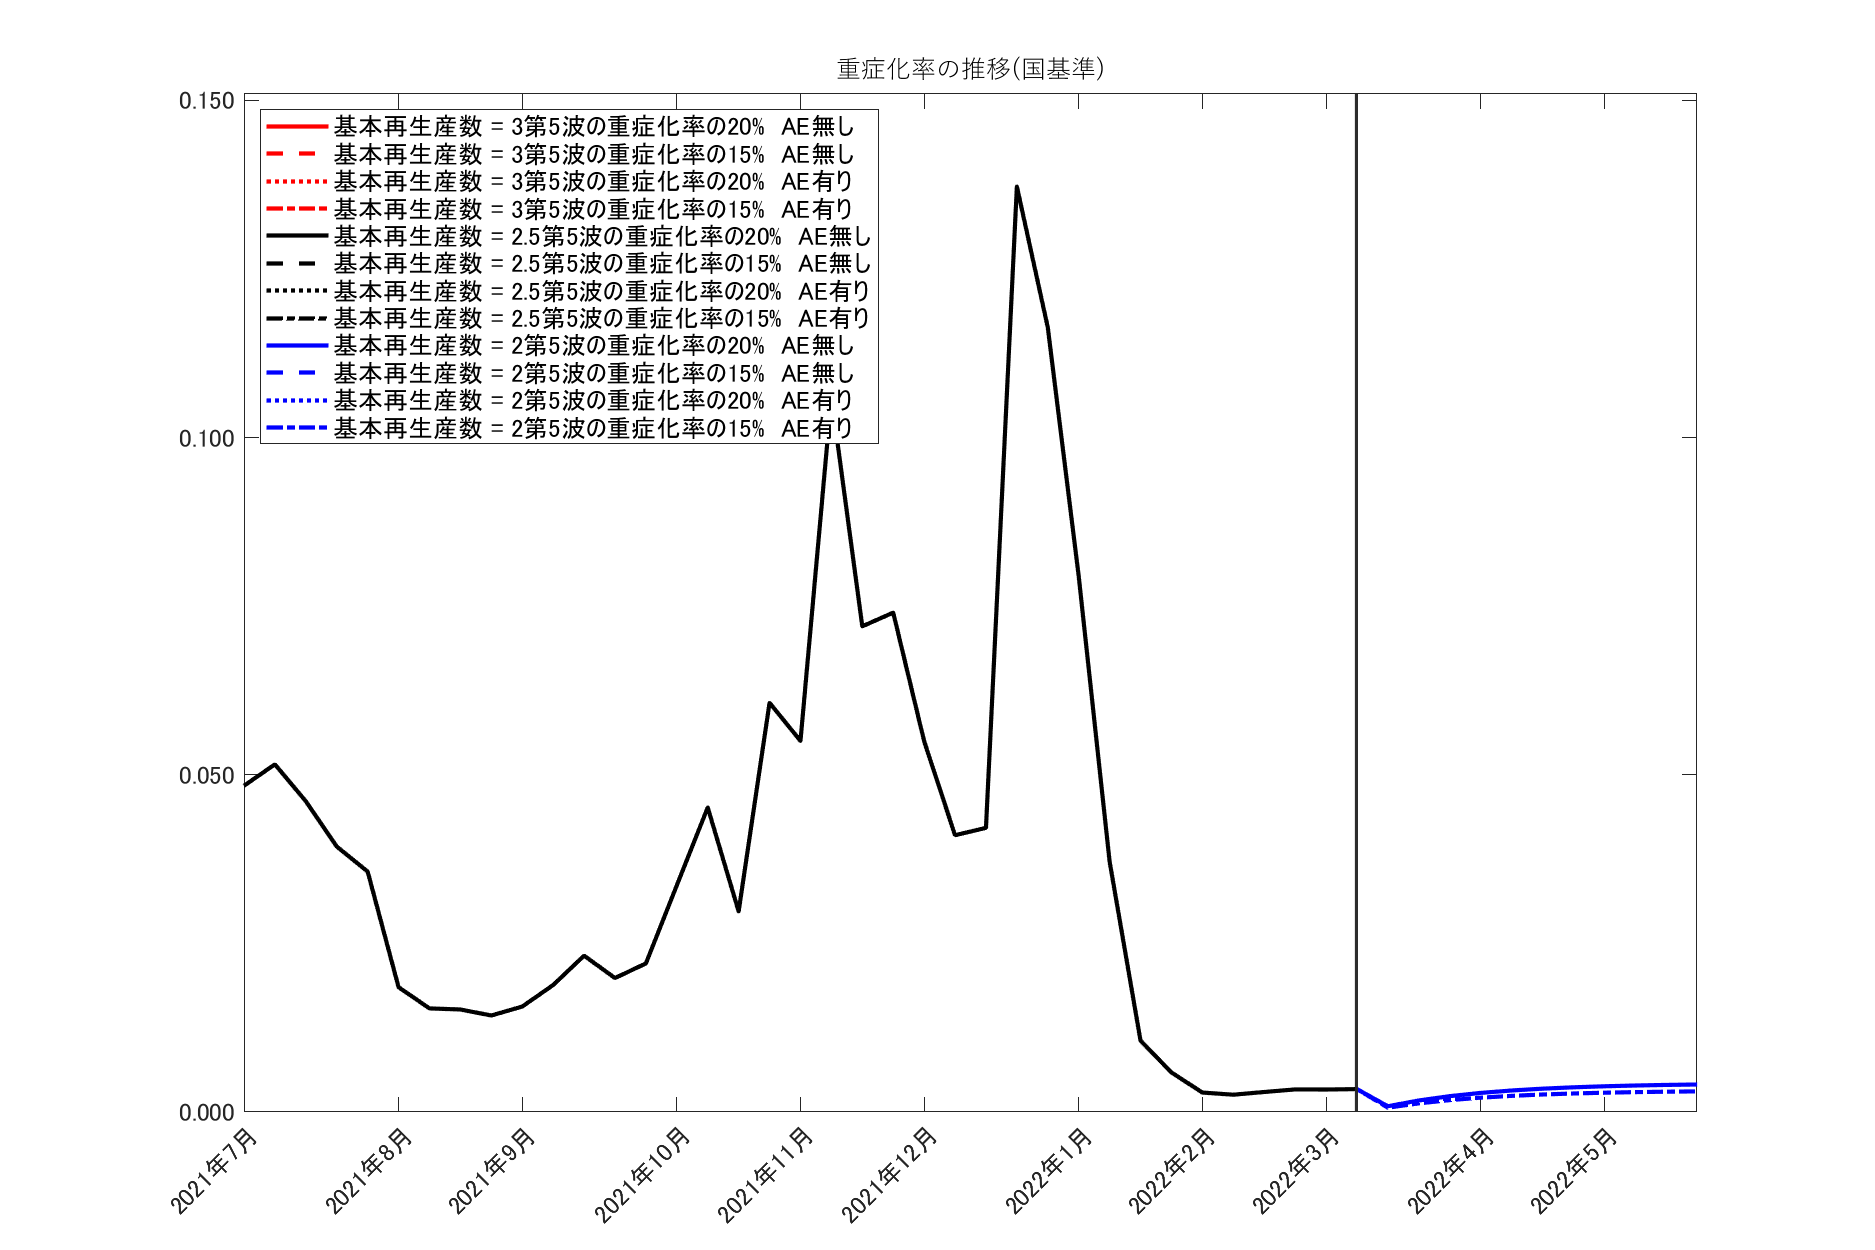 重症化率の推移(国基準)
0.150
0.100
0.050
0.000
基本再生産数 = 3第5波の重症化率の20% AE無し
基本再生産数 = 3第5波の重症化率の15% AE無し
基本再生産数 = 3第5波の重症化率の20% AE有り
基本再生産数 = 3第5波の重症化率の15% AE有り
基本再生産数 = 2.5第5波の重症化率の20% AE無し
基本再生産数 = 2.5第5波の重症化率の15% AE無し
基本再生産数 = 2.5第5波の重症化率の20% AE有り
基本再生産数 = 2.5第5波の重症化率の15% AE有り
基本再生産数 = 2第5波の重症化率の20% AE無し
基本再生産数 = 2第5波の重症化率の15% AE無し
基本再生産数 = 2第5波の重症化率の20% AE有り
基本再生産数 = 2第5波の重症化率の15% AE有り
2021年7月
2021年8月
2021年9月
2021年10月
2021年11月
2021年12月
2022年1月
2022年2月
2022年3月
2022年4月
2022年5月